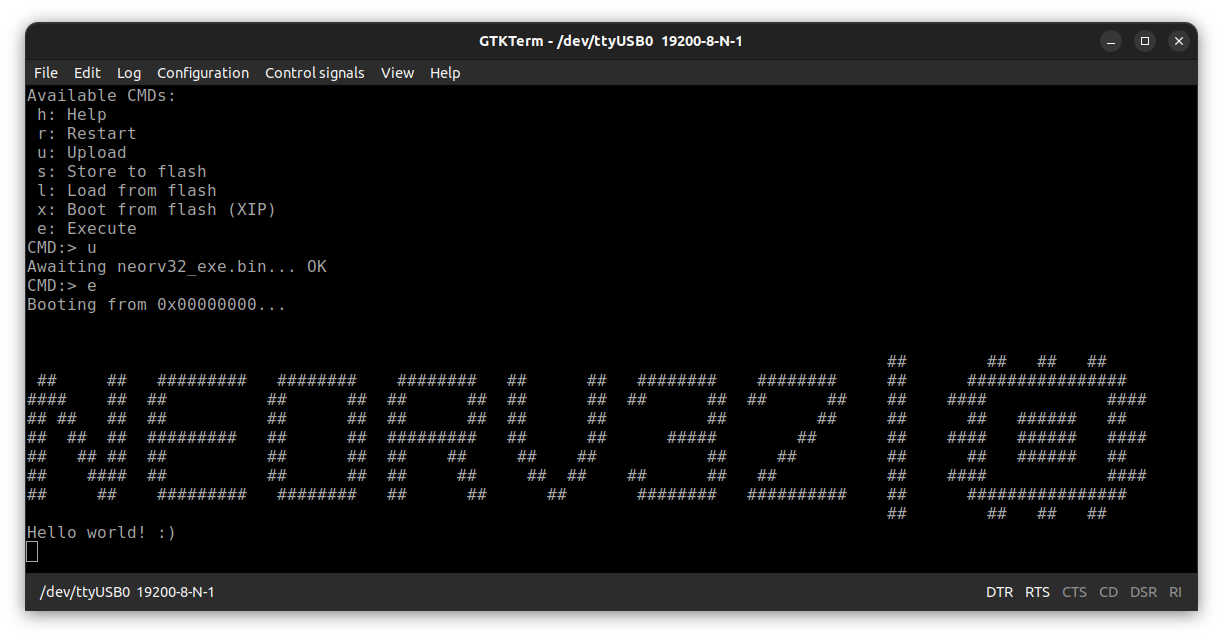 GTKTerm - /dev/ttyUSB0 19200-8-N-1
File Edit Log Configuration Control signals View Help
Available CMDs:
 h: Help
 r: Restart
 u: Upload
 s: Store to flash
 l: Load from flash
 x: Boot from flash (XIP)
 e: Execute
CMD:> u
Awaiting neorv32_exe.bin... OK
CMD:> e
Booting from 0x00000000...
NEORV32
Hello world! :)
/dev/ttyUSB0 19200-8-N-1 DTR RTS CTS CD DSR RI